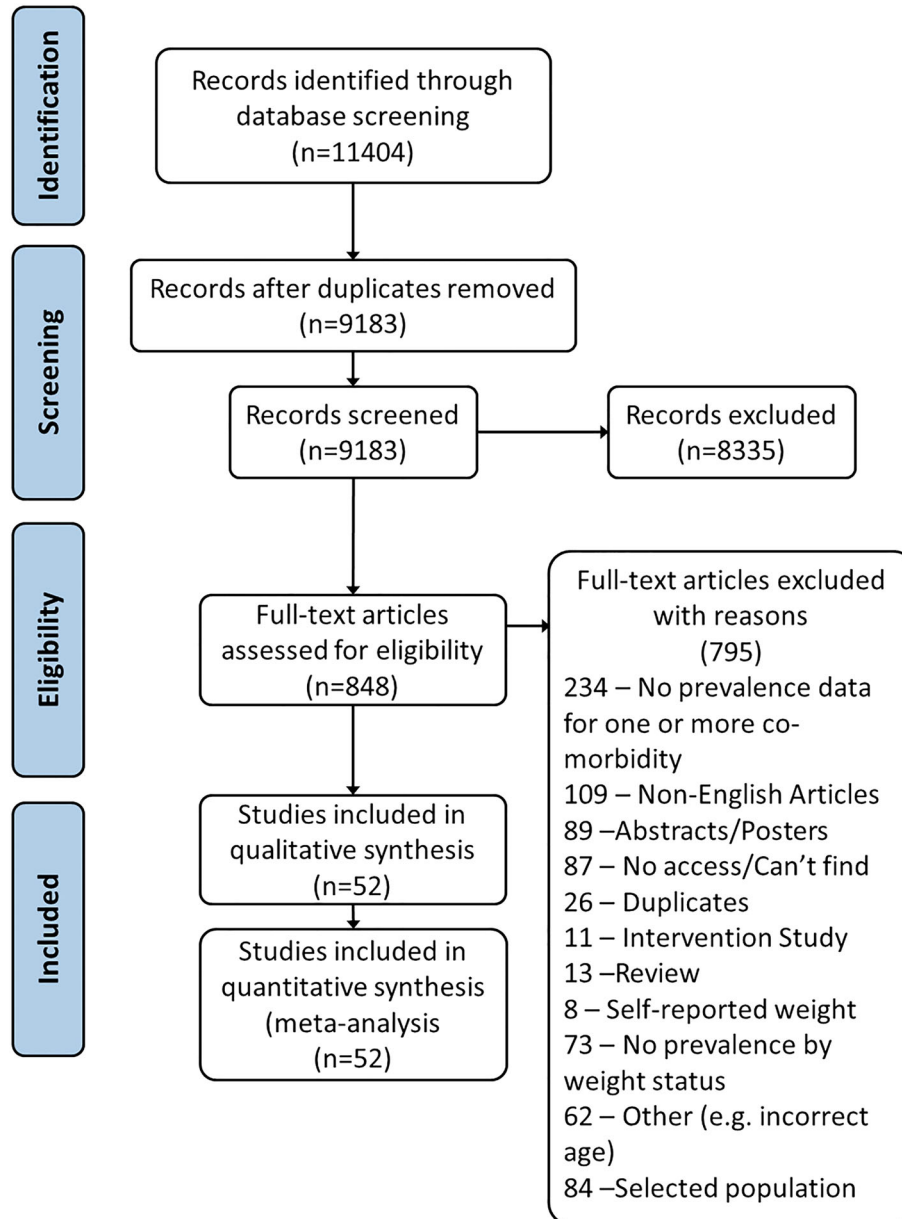 Identification
Records identified through
database screening
(n=11404)
Screening
Records after duplicates removed
(n=9183)
Records screened
(n=9183)
Records excluded
(n=8335)
Eligibility
Full-text articles
assessed for eligibility
(n=848)
Full-text articles excluded
with reasons
(795)
234 – No prevalence data
for one or more co-
morbidity
109 – Non-English Articles
89 –Abstracts/Posters
87 – No access/Can't find
26 – Duplicates
11 – Intervention Study
13 –Review
8 – Self-reported weight
73 – No prevalence by
weight status
62 – Other (e.g. incorrect
age)
84 –Selected population
Included
Studies included in
qualitative synthesis
(n=52)
Studies included in
quantitative synthesis
(meta-analysis
(n=52)